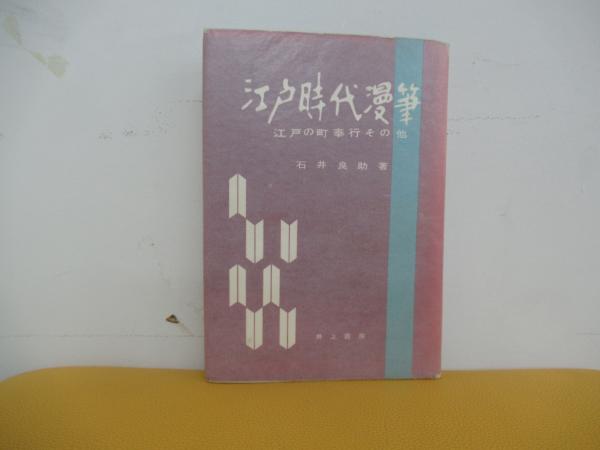 江戸時代漫筆
江戸の町奉行その他
石井良助著
井上書房